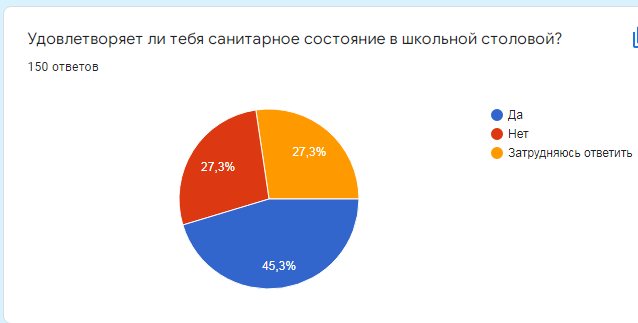 Удовлетворяет ли тебя санитарное состояние в школьной столовой?
150 ответов
Да
Нет
Затрудняюсь ответить
27,3%
27,3%
45,3%